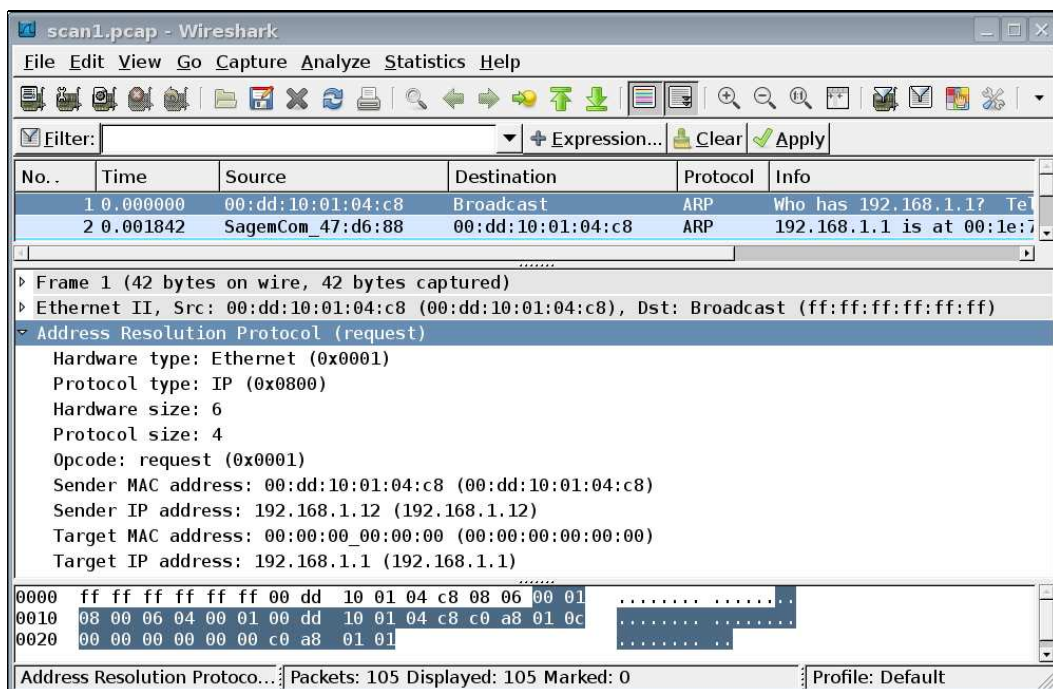 scan1.pcap - Wireshark
File Edit View Go Capture Analyze Statistics Help
Filter: Expression... Clear Apply
No.. Time Source Destination Protocol Info
1 0.000000 00:dd:10:01:04:c8 Broadcast ARP Who has 192.168.1.1? Tel
2 0.001842 SagemCom_47:d6:88 00:dd:10:01:04:c8 ARP 192.168.1.1 is at 00:1e:7
Frame 1 (42 bytes on wire, 42 bytes captured)
Ethernet II, Src: 00:dd:10:01:04:c8 (00:dd:10:01:04:c8), Dst: Broadcast (ff:ff:ff:ff:ff:ff)
Address Resolution Protocol (request)
Hardware type: Ethernet (0x0001)
Protocol type: IP (0x0800)
Hardware size: 6
Protocol size: 4
Opcode: request (0x0001)
Sender MAC address: 00:dd:10:01:04:c8 (00:dd:10:01:04:c8)
Sender IP address: 192.168.1.12 (192.168.1.12)
Target MAC address: 00:00:00_00:00:00 (00:00:00:00:00:00)
Target IP address: 192.168.1.1 (192.168.1.1)
0000 ff ff ff ff ff ff 00 dd 10 01 04 c8 08 06 00 01 ........ ........
0010 08 00 06 04 00 01 00 dd 10 01 04 c8 c0 a8 01 0c ........ ........
0020 00 00 00 00 00 00 c0 a8 01 01 ........ ..
Address Resolution Protoco... Packets: 105 Displayed: 105 Marked: 0 Profile: Default